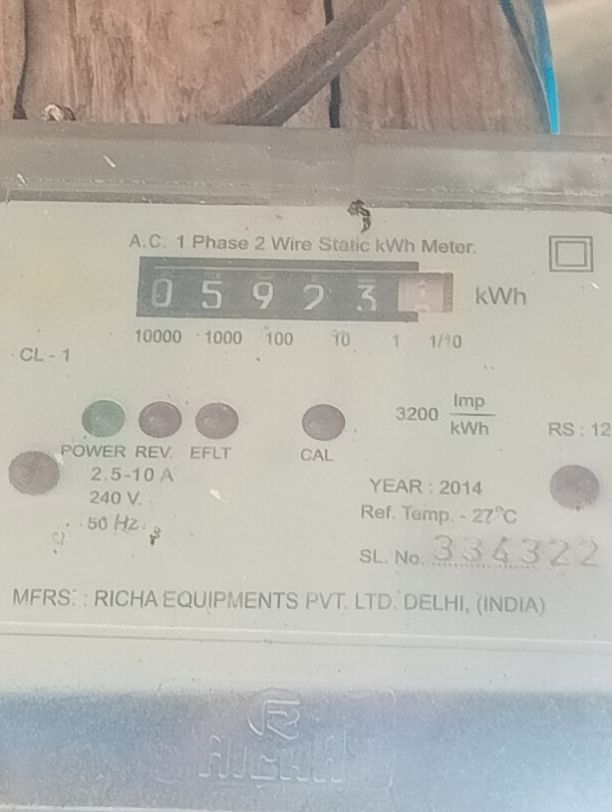 A.C. 1 Phase 2 Wire Static kWh Meter.
0 5 9 2 3 kWh
10000 1000 100 10 1 1/10
CL - 1
3200 Imp/kWh
RS : 12
POWER REV. EFLT CAL
2.5-10 A
240 V.
50 Hz.
YEAR : 2014
Ref. Temp. - 27°C
SL. No. 334322
MFRS. : RICHA EQUIPMENTS PVT. LTD. DELHI, (INDIA)
RICHA